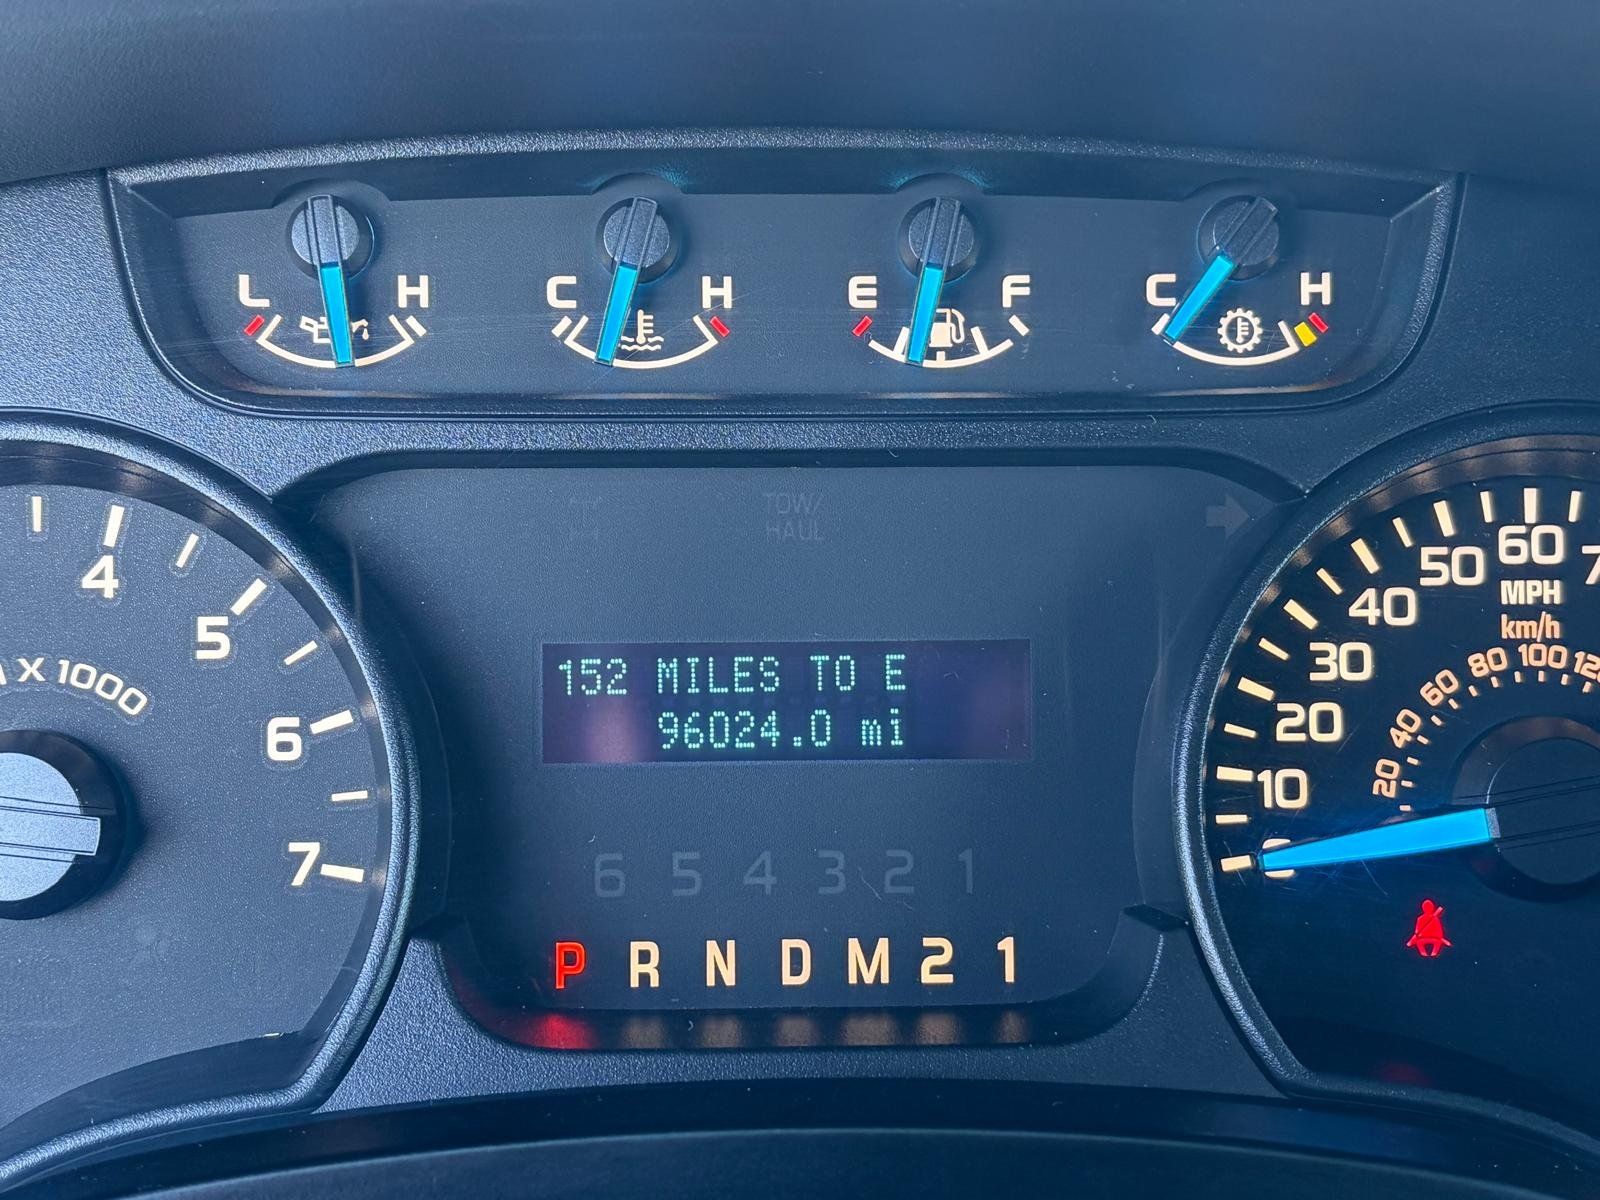 L H C H E F C H
TOW/
HAUL
4
5
X 1000
6
7
152 MILES TO E
96024.0 mi
6 5 4 3 2 1
P R N D M 2 1
0 10 20 30 40 50 60
MPH
km/h
20 40 60 80 100